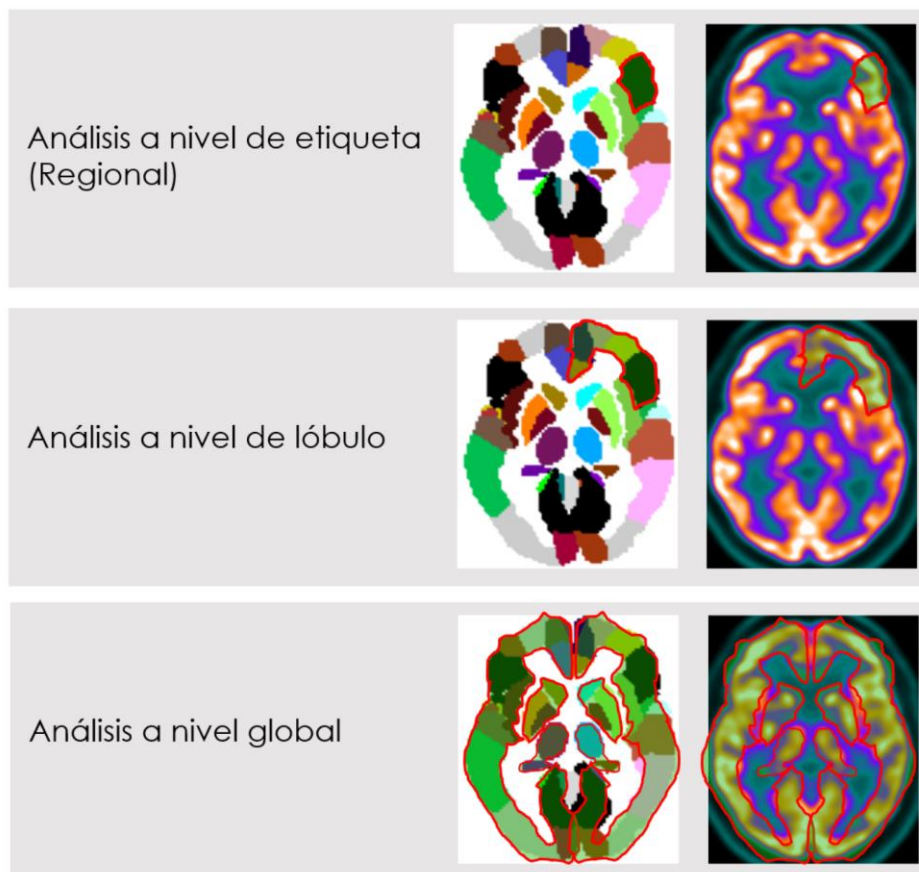 Análisis a nivel de etiqueta
(Regional)
Análisis a nivel de lóbulo
Análisis a nivel global